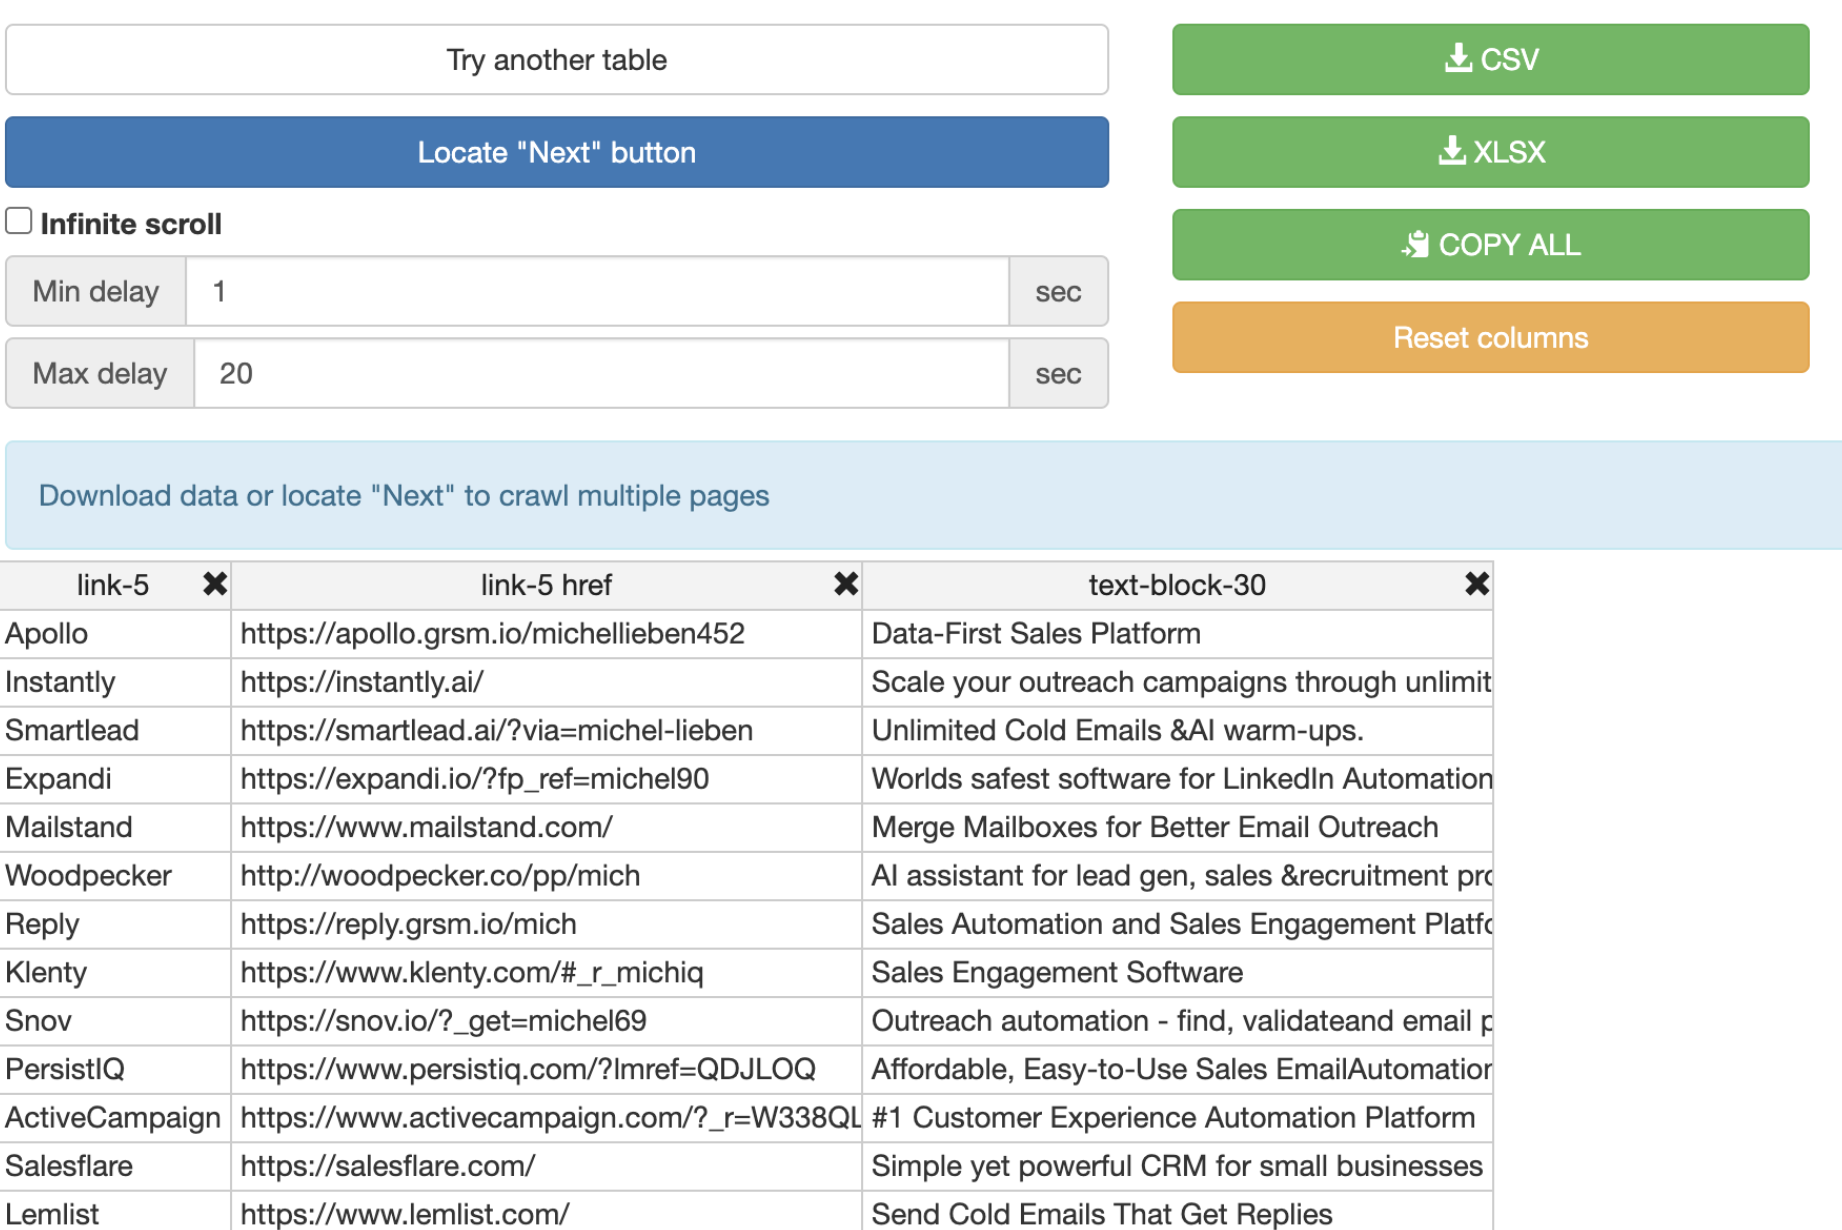 Try another table
CSV
Locate "Next" button
XLSX
Infinite scroll
COPY ALL
Min delay 1 sec
Reset columns
Max delay 20 sec
Download data or locate "Next" to crawl multiple pages
link-5 link-5 href text-block-30
Apollo https://apollo.grsm.io/michellieben452 Data-First Sales Platform
Instantly https://instantly.ai/ Scale your outreach campaigns through unlimit
Smartlead https://smartlead.ai/?via=michel-lieben Unlimited Cold Emails &AI warm-ups.
Expandi https://expandi.io/?fp_ref=michel90 Worlds safest software for LinkedIn Automation
Mailstand https://www.mailstand.com/ Merge Mailboxes for Better Email Outreach
Woodpecker http://woodpecker.co/pp/mich AI assistant for lead gen, sales &recruitment pro
Reply https://reply.grsm.io/mich Sales Automation and Sales Engagement Platfo
Klenty https://www.klenty.com/#_r_michiq Sales Engagement Software
Snov https://snov.io/?_get=michel69 Outreach automation - find, validateand email p
PersistIQ https://www.persistiq.com/?lmref=QDJLOQ Affordable, Easy-to-Use Sales EmailAutomation
ActiveCampaign https://www.activecampaign.com/?_r=W338QL #1 Customer Experience Automation Platform
Salesflare https://salesflare.com/ Simple yet powerful CRM for small businesses
Lemlist https://www.lemlist.com/ Send Cold Emails That Get Replies